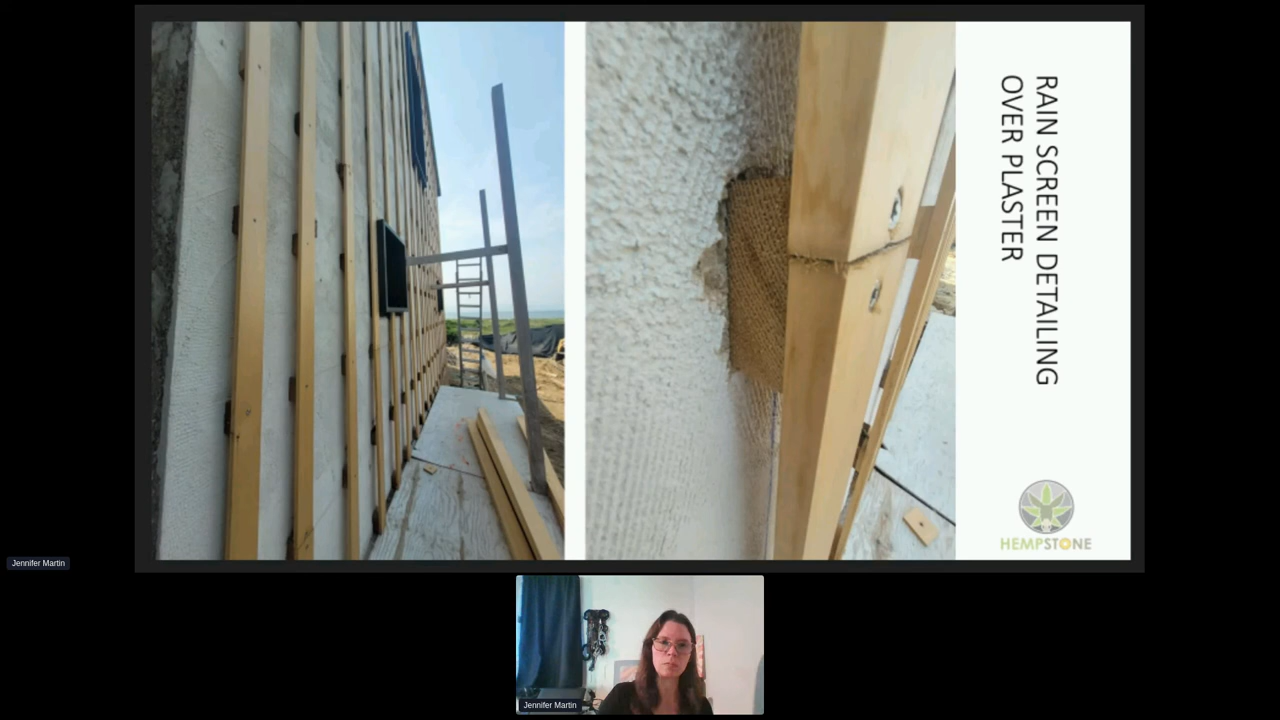 RAIN SCREEN DETAILING
OVER PLASTER
HEMPSTONE
Jennifer Martin
Jennifer Martin